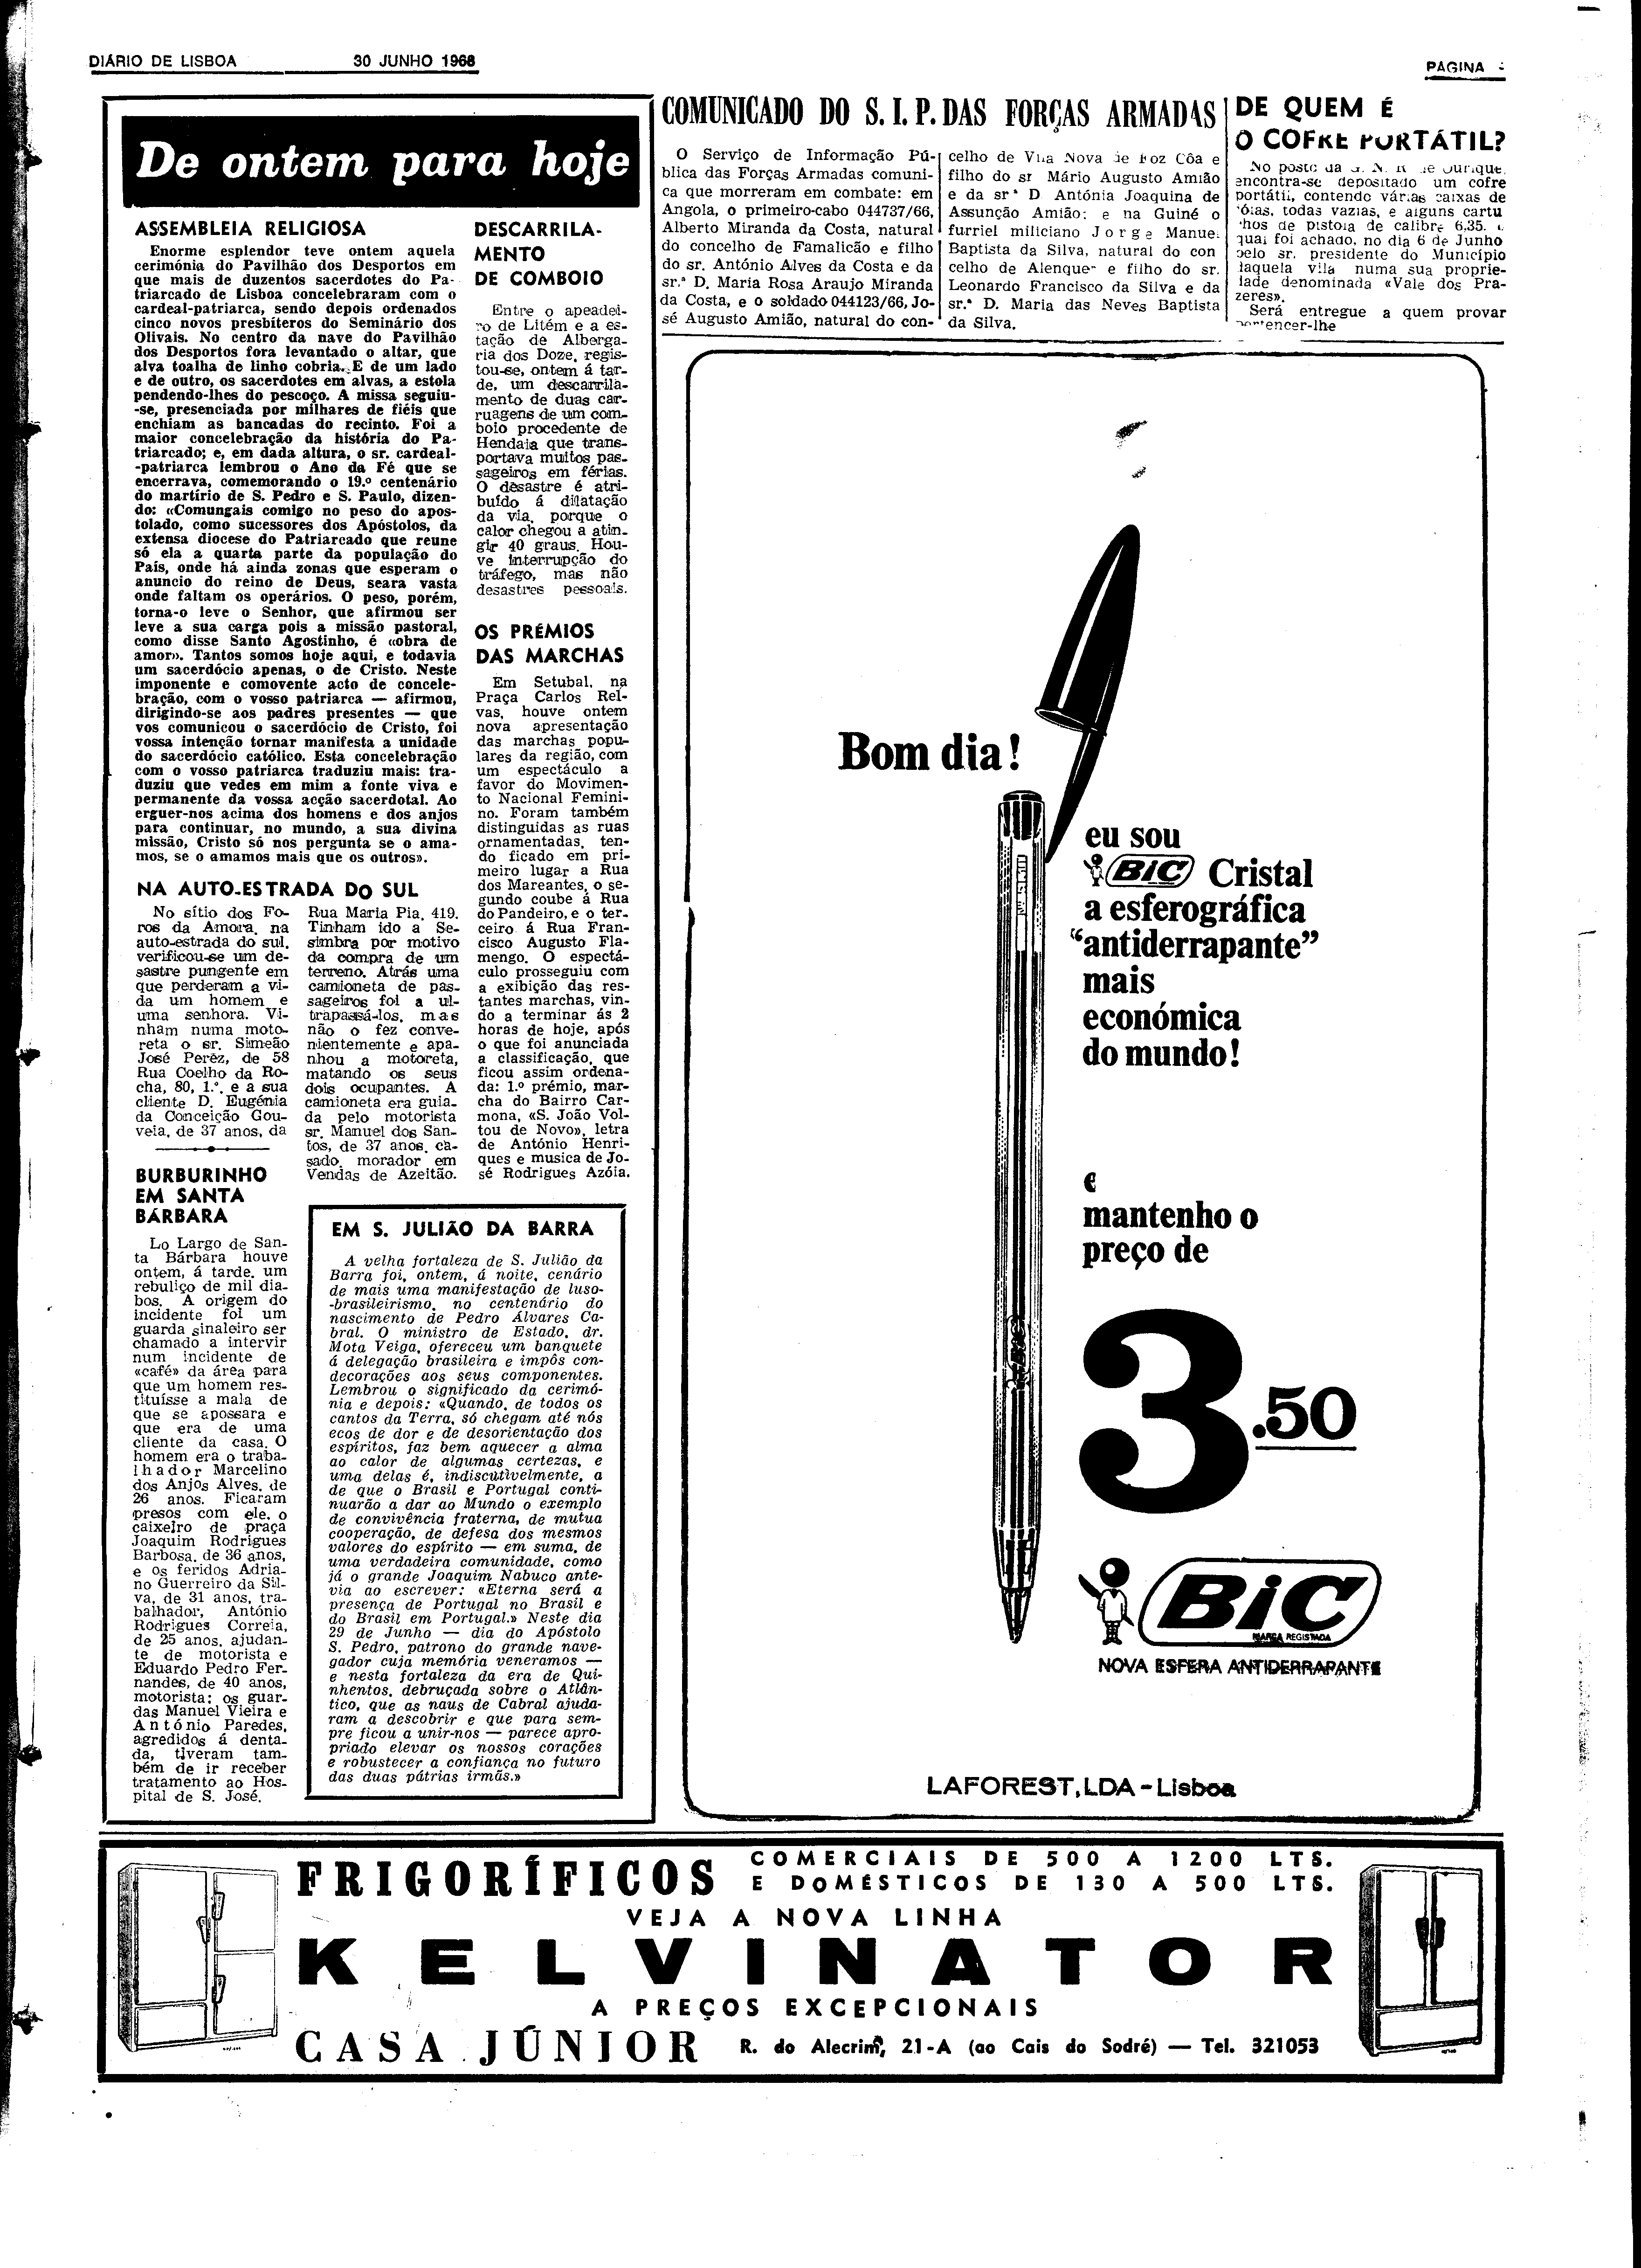 DIÁRIO DE LISBOA
30 JUNHO 1968
PAGINA
De ontem para hoje
ASSEMBLEIA RELIGIOSA
Enorme esplendor teve ontem aquela
cerimónia do Pavilhão dos Desportos em
que mais de duzentos sacerdotes do Pa-
triarcado de Lisboa concelebraram com o
cardeal-patriarca, sendo depois ordenados
cinco novos presbíteros do Seminário dos
Olivais. No centro da nave do Pavilhão
dos Desportos fora levantado o altar, que
alva toalha de linho cobria. E de um lado
e de outro, os sacerdotes em alvas, a estola
pendendo-lhes do pescoço. A missa seguiu-
-se, presenciada por milhares de fiéis que
enchiam as bancadas do recinto. Foi a
maior concelebração da história do Pa-
triarcado; e, em dada altura, o sr. cardeal-
-patriarca lembrou o Ano da Fé que se
encerrava, comemorando o 19.º centenário
do martírio de S. Pedro e S. Paulo, dizen-
do: «Comungais comigo no peso do apos-
tolado, como sucessores dos Apóstolos, da
extensa diocese do Patriarcado que reune
só ela a quarta parte da população do
País, onde há ainda zonas que esperam o
anuncio do reino de Deus, seara vasta
onde faltam os operários. O peso, porém,
torna-o leve o Senhor, que afirmou ser
leve a sua carga pois a missão pastoral,
como disse Santo Agostinho, é «obra de
amor». Tantos somos hoje aqui, e todavia
um sacerdócio apenas, o de Cristo. Neste
imponente e comovente acto de concele-
bração, com o vosso patriarca — afirmou,
dirigindo-se aos padres presentes — que
vos comunicou o sacerdócio de Cristo, foi
vossa intenção tornar manifesta a unidade
do sacerdócio católico. Esta concelebração
com o vosso patriarca traduziu mais: tra-
duziu que vedes em mim a fonte viva e
permanente da vossa acção sacerdotal. Ao
erguer-nos acima dos homens e dos anjos
para continuar, no mundo, a sua divina
missão, Cristo só nos pergunta se o ama-
mos, se o amamos mais que os outros».
NA AUTO-ESTRADA DO SUL
No sítio dos Fo-
ros da Amora, na
auto-estrada do sul,
verificou-se um de-
sastre pungente em
que perderam a vi-
da um homem e
uma senhora. Vi-
nham numa moto-
reta o sr. Simeão
José Peréz, de 58
Rua Coelho da Ro-
cha, 80, 1.º, e a sua
cliente D. Eugénia
da Conceição Gou-
veia, de 37 anos, da
Rua Maria Pia, 419.
Tinham ido a Se-
simbra por motivo
da compra de um
terreno. Atrás uma
camioneta de pas-
sageiros foi a ul-
trapassá-los, mas
não o fez conve-
nientemente e apa-
nhou a motoreta,
matando os seus
dois ocupantes. A
camioneta era guia-
da pelo motorista
sr. Manuel dos San-
tos, de 37 anos, ca-
sado, morador em
Vendas de Azeitão.
BURBURINHO
EM SANTA
BÁRBARA
Lo Largo de San-
ta Bárbara houve
ontem, á tarde, um
rebuliço de mil dia-
bos. A origem do
incidente foi um
guarda sinaleiro ser
chamado a intervir
num incidente de
«café» da área para
que um homem res-
tituísse a mala de
que se apossara e
que era de uma
cliente da casa. O
homem era o traba-
lhador Marcelino
dos Anjos Alves, de
26 anos. Ficaram
presos com ele, o
caixeiro de praça
Joaquim Rodrigues
Barbosa, de 36 anos,
e os feridos Adria-
no Guerreiro da Sil-
va, de 31 anos, tra-
balhador, António
Rodrigues Correia,
de 25 anos, ajudan-
te de motorista e
Eduardo Pedro Fer-
nandes, de 40 anos,
motorista; os guar-
das Manuel Vieira e
António Paredes,
agredidos á denta-
da, tiveram tam-
bém de ir receber
tratamento ao Hos-
pital de S. José.
DESCARRILA-
MENTO
DE COMBOIO
Entre o apeadei-
ro de Litém e a es-
tação de Alberga-
ria dos Doze, regis-
tou-se, ontem á tar-
de, um descarrila-
mento de duas car-
ruagens de um com-
boio procedente de
Hendaia que trans-
portava muitos pas-
sageiros em férias.
O desastre é atri-
buído á dilatação
da via, porque o
calor chegou a atin-
gir 40 graus. Hou-
ve interrupção do
tráfego, mas não
desastres pessoais.
OS PRÉMIOS
DAS MARCHAS
Em Setubal, na
Praça Carlos Rel-
vas, houve ontem
nova apresentação
das marchas popu-
lares da região, com
um espectáculo a
favor do Movimen-
to Nacional Femini-
no. Foram também
distinguidas as ruas
ornamentadas, ten-
do ficado em pri-
meiro lugar a Rua
dos Mareantes, o se-
gundo coube á Rua
do Pandeiro, e o ter-
ceiro á Rua Fran-
cisco Augusto Fla-
mengo. O espectá-
culo prosseguiu com
a exibição das res-
tantes marchas, vin-
do a terminar ás 2
horas de hoje, após
o que foi anunciada
a classificação, que
ficou assim ordena-
da: 1.º prémio, mar-
cha do Bairro Car-
mona, «S. João Vol-
tou de Novo», letra
de António Henri-
ques e musica de Jo-
sé Rodrigues Azóia.
EM S. JULIÃO DA BARRA
A velha fortaleza de S. Julião da
Barra foi, ontem, á noite, cenário
de mais uma manifestação de luso-
-brasileirismo, no centenário do
nascimento de Pedro Álvares Ca-
bral. O ministro de Estado, dr.
Mota Veiga, ofereceu um banquete
á delegação brasileira e impôs con-
decorações aos seus componentes.
Lembrou o significado da cerimó-
nia e depois: «Quando, de todos os
cantos da Terra, só chegam até nós
ecos de dor e de desorientação dos
espíritos, faz bem aquecer a alma
ao calor de algumas certezas, e
uma delas é, indiscutivelmente, a
de que o Brasil e Portugal conti-
nuarão a dar ao Mundo o exemplo
de convivência fraterna, de mutua
cooperação, de defesa dos mesmos
valores do espírito — em suma, de
uma verdadeira comunidade, como
já o grande Joaquim Nabuco ante-
via ao escrever: «Eterna será a
presença de Portugal no Brasil e
do Brasil em Portugal.» Neste dia
29 de Junho — dia do Apóstolo
S. Pedro, patrono do grande nave-
gador cuja memória veneramos —
e nesta fortaleza da era de Qui-
nhentos, debruçada sobre o Atlân-
tico, que as naus de Cabral ajuda-
ram a descobrir e que para sem-
pre ficou a unir-nos — parece apro-
priado elevar os nossos corações
e robustecer a confiança no futuro
das duas pátrias irmãs.»
COMUNICADO DO S. I. P. DAS FORÇAS ARMADAS
O Serviço de Informação Pú-
blica das Forças Armadas comuni-
ca que morreram em combate: em
Angola, o primeiro-cabo 044737/66,
Alberto Miranda da Costa, natural
do concelho de Famalicão e filho
do sr. António Alves da Costa e da
sr.ª D. Maria Rosa Araujo Miranda
da Costa, e o soldado 044123/66, Jo-
sé Augusto Amião, natural do con-
celho de Vila Nova de Foz Côa e
filho do sr Mário Augusto Amião
e da srª D Antónia Joaquina de
Assunção Amião; e na Guiné o
furriel miliciano Jorge Manuel
Baptista da Silva, natural do con
celho de Alenquer e filho do sr.
Leonardo Francisco da Silva e da
sr.ª D. Maria das Neves Baptista
da Silva.
DE QUEM É
O COFRE PORTÁTIL?
No posto da G. N. R de Ourique,
encontra-se depositado um cofre
portátil, contendo várias caixas de
jóias, todas vazias, e alguns cartu
chos de pistola de calibre 6,35. o
qual foi achado, no dia 6 de Junho
pelo sr. presidente do Município
daquela vila numa sua proprie-
dade denominada «Vale dos Pra-
zeres».
Será entregue a quem provar
pertencer-lhe
Bom dia!
eu sou
BIC Cristal
a esferográfica
“antiderrapante”
mais
económica
do mundo!
e
mantenho o
preço de
3.50
BIC
BIC
MARCA REGISTADA
NOVA ESFERA ANTIDERRAPANTE
LAFOREST, LDA - Lisboa
FRIGORÍFICOS
COMERCIAIS DE 500 A 1200 LTS.
E DOMÉSTICOS DE 130 A 500 LTS.
VEJA A NOVA LINHA
KELVINATOR
A PREÇOS EXCEPCIONAIS
CASA JÚNIOR
R. do Alecrim, 21-A (ao Cais do Sodré) — Tel. 321053